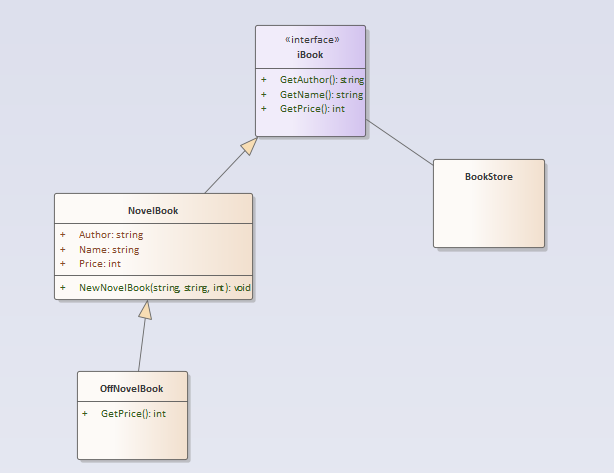 «interface»
iBook
+ GetAuthor(): string
+ GetName(): string
+ GetPrice(): int
BookStore
NovelBook
+ Author: string
+ Name: string
+ Price: int
+ NewNovelBook(string, string, int): void
OffNovelBook
+ GetPrice(): int